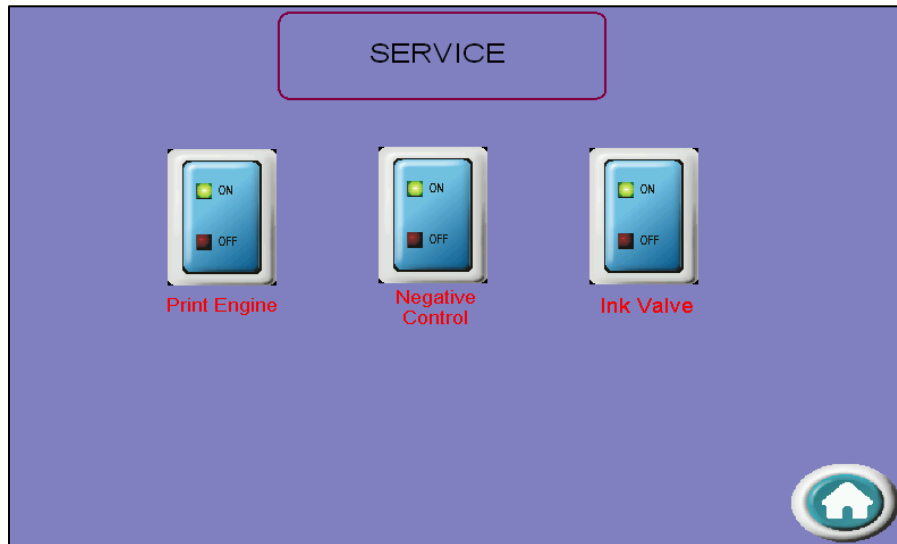 SERVICE
ON
OFF
Print Engine
ON
OFF
Negative
Control
ON
OFF
Ink Valve